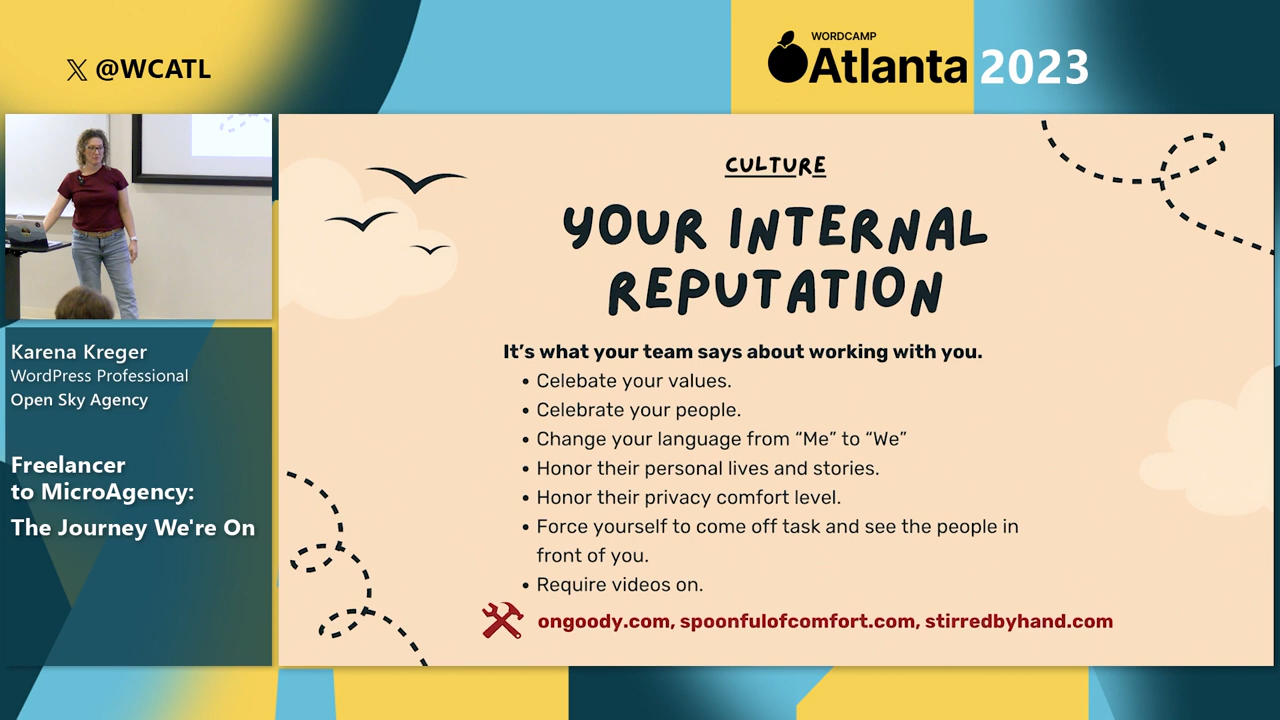 𝕏 @WCATL
WORDCAMP
Atlanta 2023
Karena Kreger
WordPress Professional
Open Sky Agency
Freelancer
to MicroAgency:
The Journey We're On
CULTURE
YOUR INTERNAL
REPUTATION
It’s what your team says about working with you.
• Celebate your values.
• Celebrate your people.
• Change your language from “Me” to “We”
• Honor their personal lives and stories.
• Honor their privacy comfort level.
• Force yourself to come off task and see the people in
front of you.
• Require videos on.
ongoody.com, spoonfulofcomfort.com, stirredbyhand.com